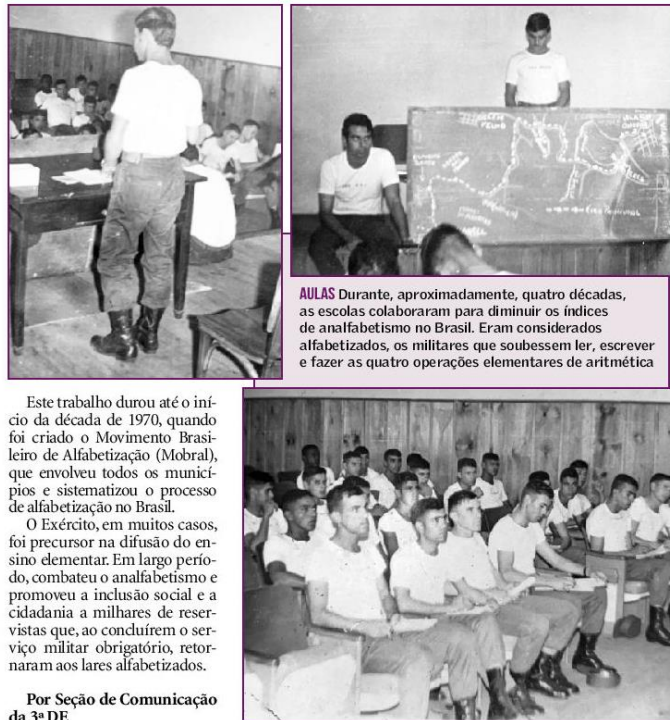 AULAS Durante, aproximadamente, quatro décadas,
as escolas colaboraram para diminuir os índices
de analfabetismo no Brasil. Eram considerados
alfabetizados, os militares que soubessem ler, escrever
e fazer as quatro operações elementares de aritmética
Este trabalho durou até o iní-
cio da década de 1970, quando
foi criado o Movimento Brasi-
leiro de Alfabetização (Mobral),
que envolveu todos os municí-
pios e sistematizou o processo
de alfabetização no Brasil.
O Exército, em muitos casos,
foi precursor na difusão do en-
sino elementar. Em largo perío-
do, combateu o analfabetismo e
promoveu a inclusão social e a
cidadania a milhares de reser-
vistas que, ao concluírem o ser-
viço militar obrigatório, retor-
naram aos lares alfabetizados.
Por Seção de Comunicação
da 3ª DE